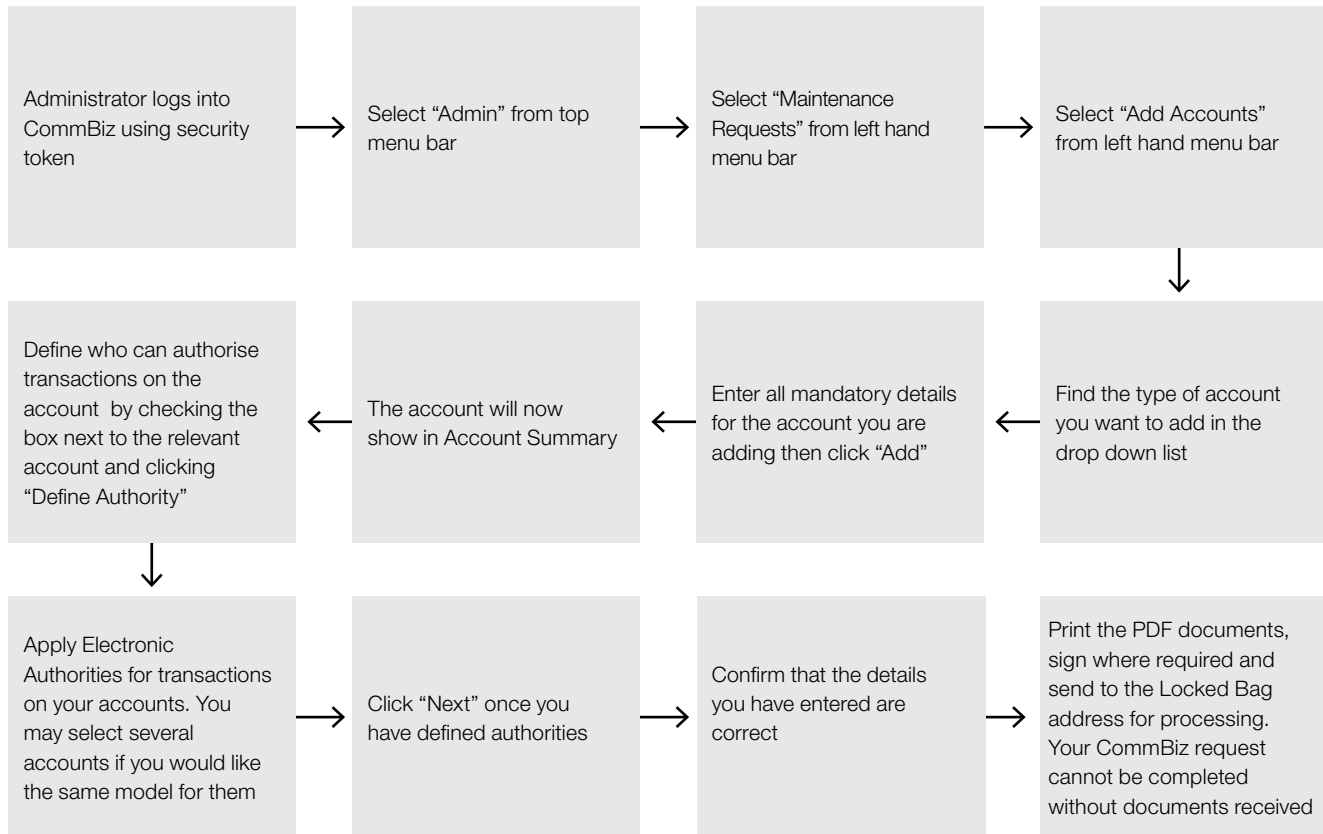 Administrator logs into
CommBiz using security
token
Select “Admin” from top
menu bar
Select “Maintenance
Requests” from left hand
menu bar
Select “Add Accounts”
from left hand menu bar
Find the type of account
you want to add in the
drop down list
Enter all mandatory details
for the account you are
adding then click “Add”
The account will now
show in Account Summary
Define who can authorise
transactions on the
account by checking the
box next to the relevant
account and clicking
“Define Authority”
Apply Electronic
Authorities for transactions
on your accounts. You
may select several
accounts if you would like
the same model for them
Click “Next” once you
have defined authorities
Confirm that the details
you have entered are
correct
Print the PDF documents,
sign where required and
send to the Locked Bag
address for processing.
Your CommBiz request
cannot be completed
without documents received